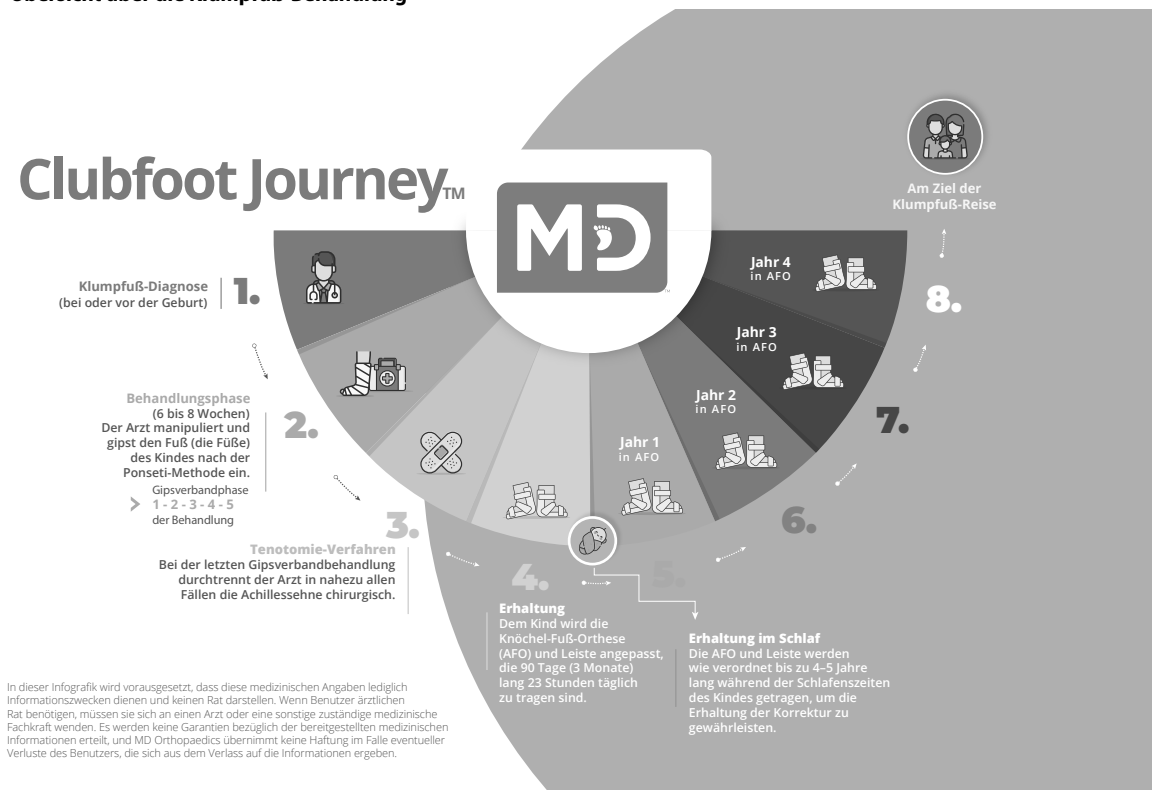 Übersicht über die Klumpfuß-Behandlung
Clubfoot Journey™
MD
™
1.
Klumpfuß-Diagnose
(bei oder vor der Geburt)
2.
Behandlungsphase
(6 bis 8 Wochen)
Der Arzt manipuliert und
gipst den Fuß (die Füße)
des Kindes nach der
Ponseti-Methode ein.
Gipsverbandphase
> 1 - 2 - 3 - 4 - 5
der Behandlung
3.
Tenotomie-Verfahren
Bei der letzten Gipsverbandbehandlung
durchtrennt der Arzt in nahezu allen
Fällen die Achillessehne chirurgisch.
4.
Erhaltung
Dem Kind wird die
Knöchel-Fuß-Orthese
(AFO) und Leiste angepasst,
die 90 Tage (3 Monate)
lang 23 Stunden täglich
zu tragen sind.
5.
Erhaltung im Schlaf
Die AFO und Leiste werden
wie verordnet bis zu 4–5 Jahre
lang während der Schlafenszeiten
des Kindes getragen, um die
Erhaltung der Korrektur zu
gewährleisten.
Jahr 1
in AFO
6.
Jahr 2
in AFO
7.
Jahr 3
in AFO
8.
Jahr 4
in AFO
Am Ziel der
Klumpfuß-Reise
In dieser Infografik wird vorausgesetzt, dass diese medizinischen Angaben lediglich
Informationszwecken dienen und keinen Rat darstellen. Wenn Benutzer ärztlichen
Rat benötigen, müssen sie sich an einen Arzt oder eine sonstige zuständige medizinische
Fachkraft wenden. Es werden keine Garantien bezüglich der bereitgestellten medizinischen
Informationen erteilt, und MD Orthopaedics übernimmt keine Haftung im Falle eventueller
Verluste des Benutzers, die sich aus dem Verlass auf die Informationen ergeben.